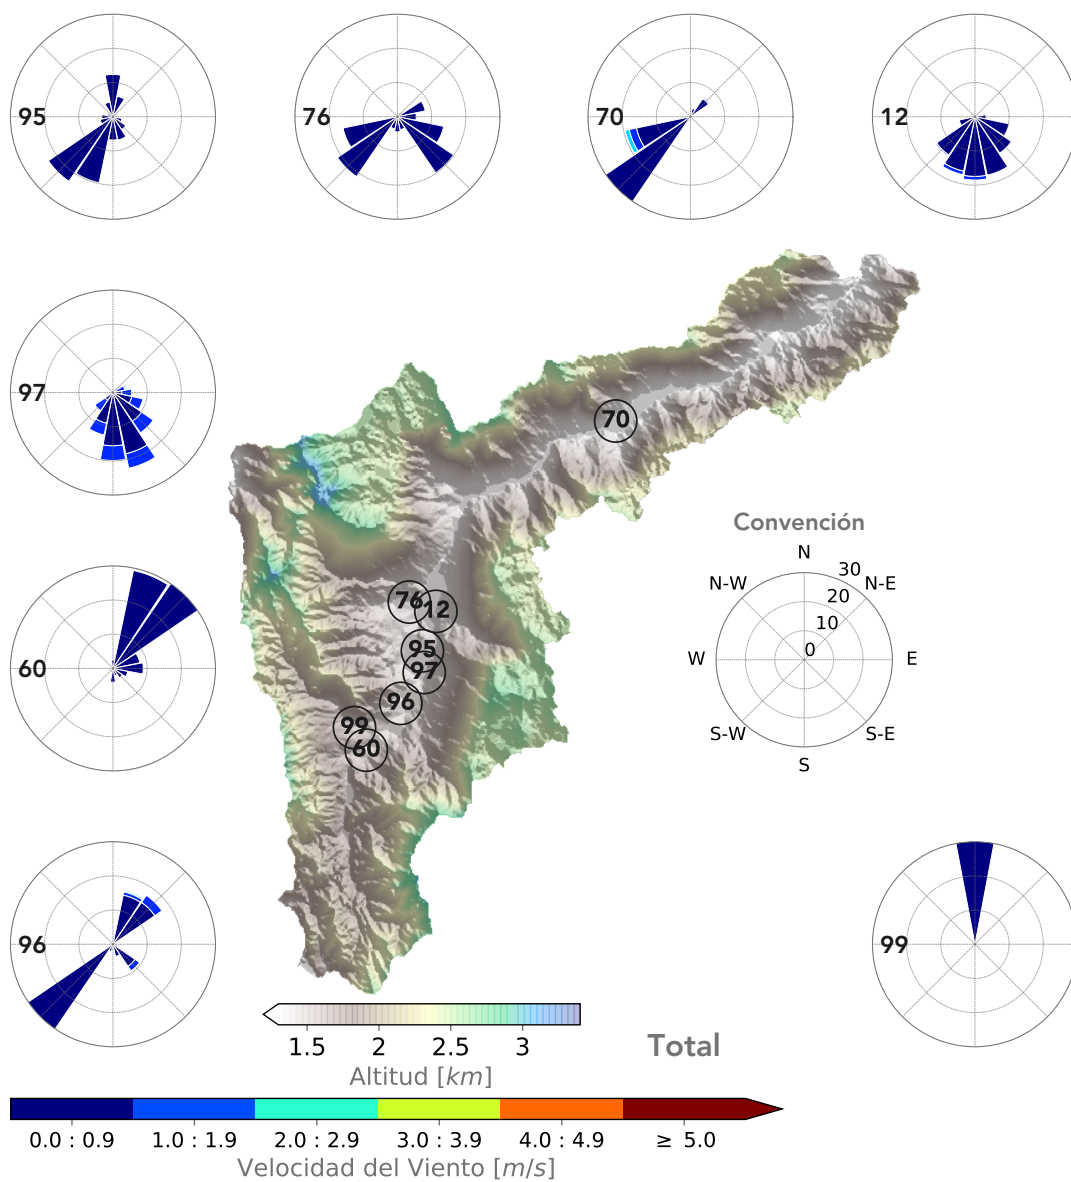 95
76
70
12
97
70
Convención
N
N-W
30
N-E
20
10
W
0
E
S-W
S-E
S
76
12
95
97
96
99
60
60
96
99
1.5 2 2.5 3
Altitud [km]
Total
0.0 : 0.9 1.0 : 1.9 2.0 : 2.9 3.0 : 3.9 4.0 : 4.9 ≥ 5.0
Velocidad del Viento [m/s]